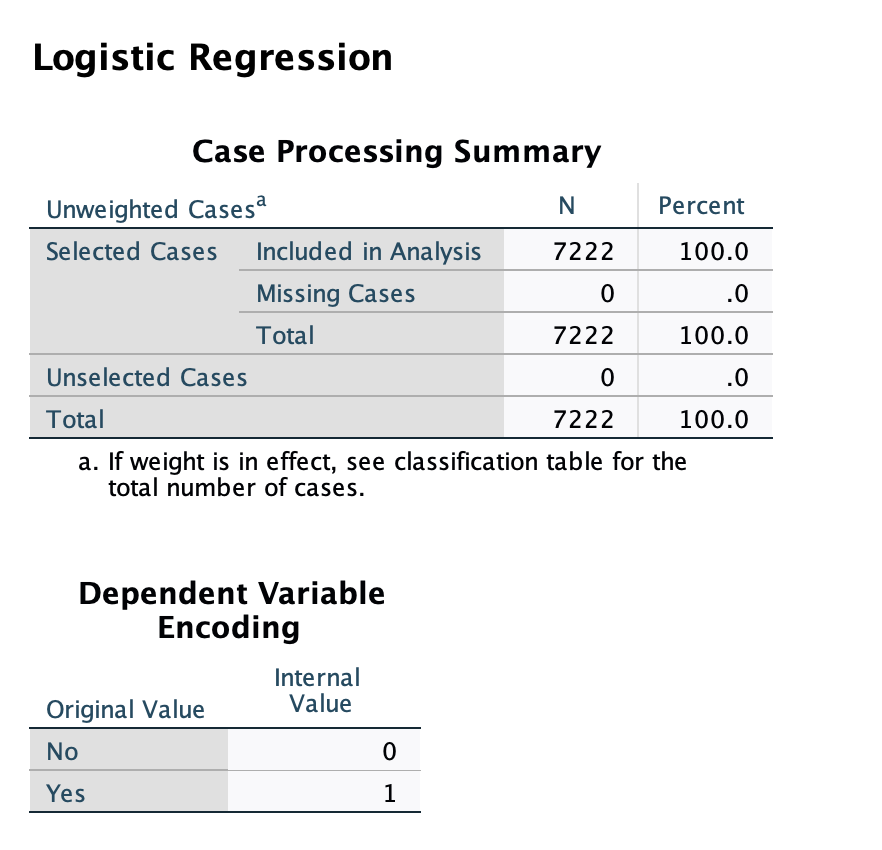 Logistic Regression
Case Processing Summary
Unweighted Casesa N Percent
Selected Cases Included in Analysis 7222 100.0
Missing Cases 0 .0
Total 7222 100.0
Unselected Cases 0 .0
Total 7222 100.0
a. If weight is in effect, see classification table for the
total number of cases.
Dependent Variable
Encoding
Internal
Original Value Value
No 0
Yes 1